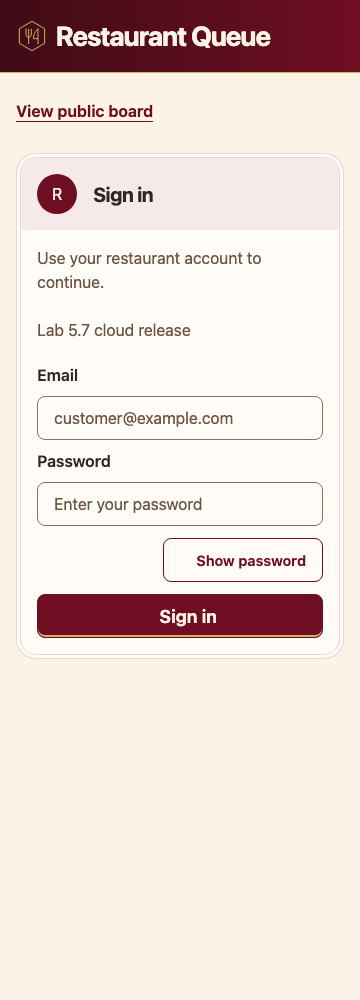 Restaurant Queue
View public board
R
Sign in
Use your restaurant account to
continue.
Lab 5.7 cloud release
Email
customer@example.com
Password
Enter your password
Show password
Sign in